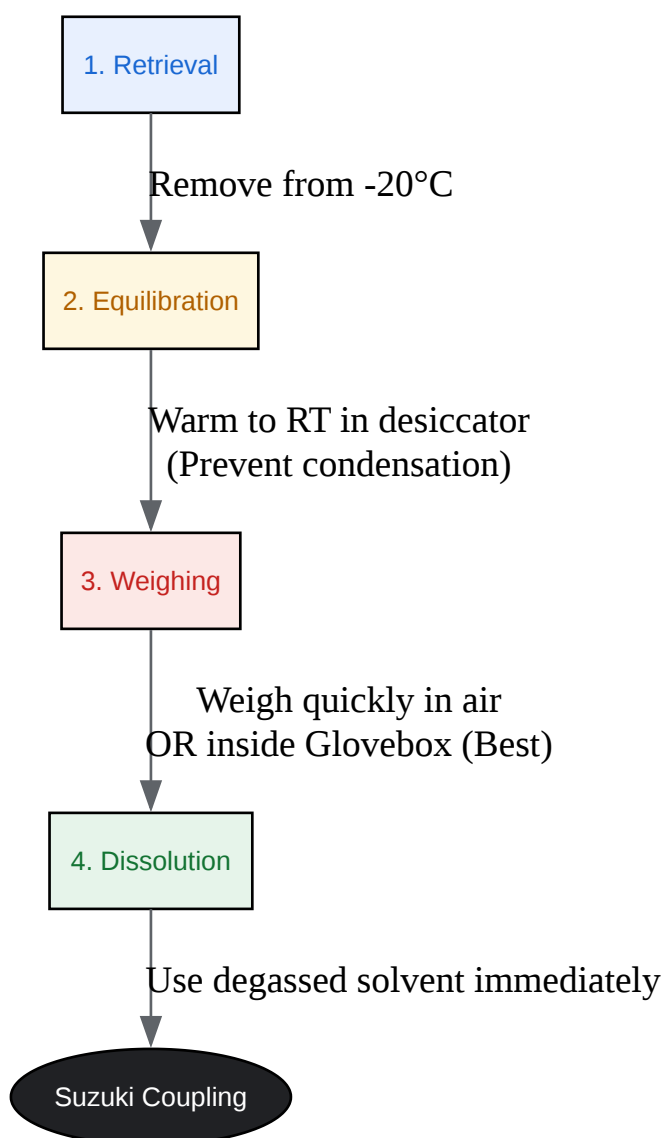 1. Retrieval
Remove from -20°C
2. Equilibration
Warm to RT in desiccator
(Prevent condensation)
3. Weighing
Weigh quickly in air
OR inside Glovebox (Best)
4. Dissolution
Use degassed solvent immediately
Suzuki Coupling